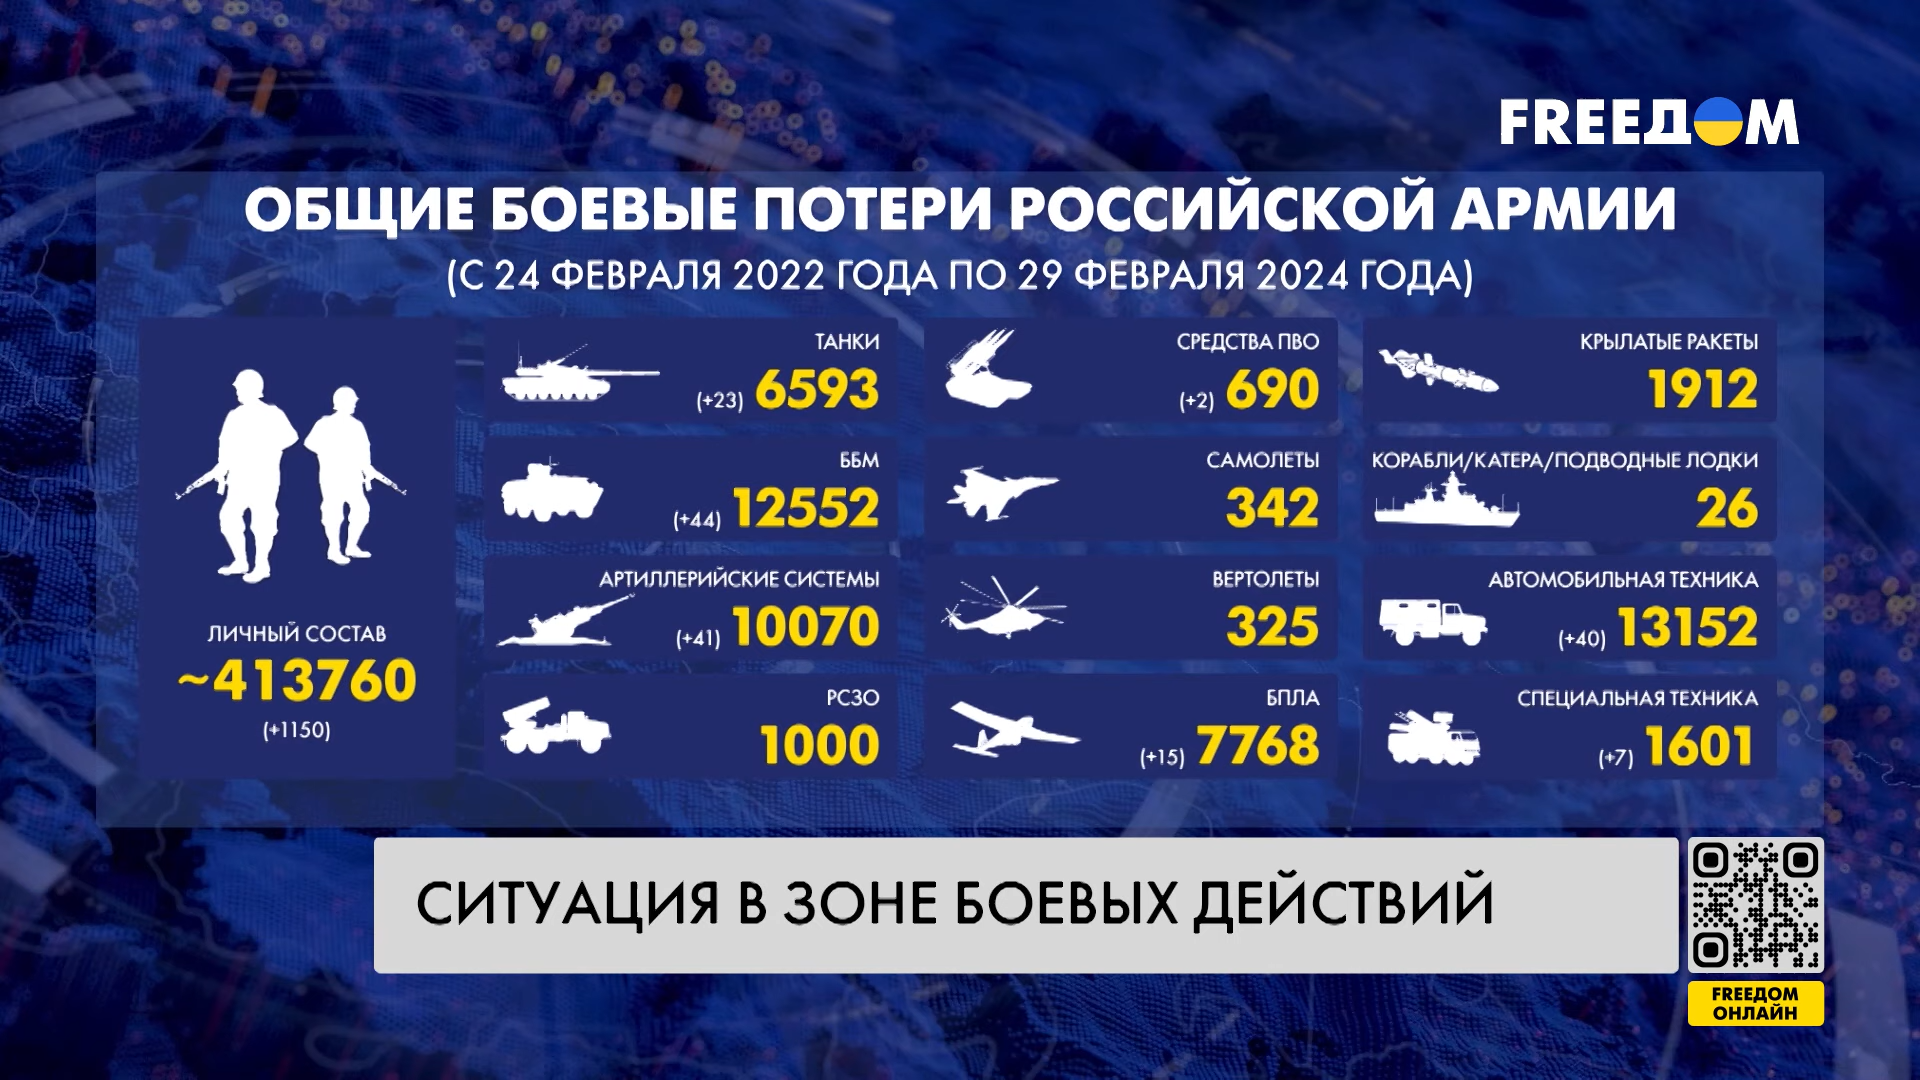 FREEДOM
ОБЩИЕ БОЕВЫЕ ПОТЕРИ РОССИЙСКОЙ АРМИИ
(С 24 ФЕВРАЛЯ 2022 ГОДА ПО 29 ФЕВРАЛЯ 2024 ГОДА)
ЛИЧНЫЙ СОСТАВ
~413760
(+1150)
ТАНКИ
(+23) 6593
ББМ
(+44) 12552
АРТИЛЛЕРИЙСКИЕ СИСТЕМЫ
(+41) 10070
РСЗО
1000
СРЕДСТВА ПВО
(+2) 690
САМОЛЕТЫ
342
ВЕРТОЛЕТЫ
325
БПЛА
(+15) 7768
КРЫЛАТЫЕ РАКЕТЫ
1912
КОРАБЛИ/КАТЕРА/ПОДВОДНЫЕ ЛОДКИ
26
АВТОМОБИЛЬНАЯ ТЕХНИКА
(+40) 13152
СПЕЦИАЛЬНАЯ ТЕХНИКА
(+7) 1601
СИТУАЦИЯ В ЗОНЕ БОЕВЫХ ДЕЙСТВИЙ
FREEДOM
ОНЛАЙН